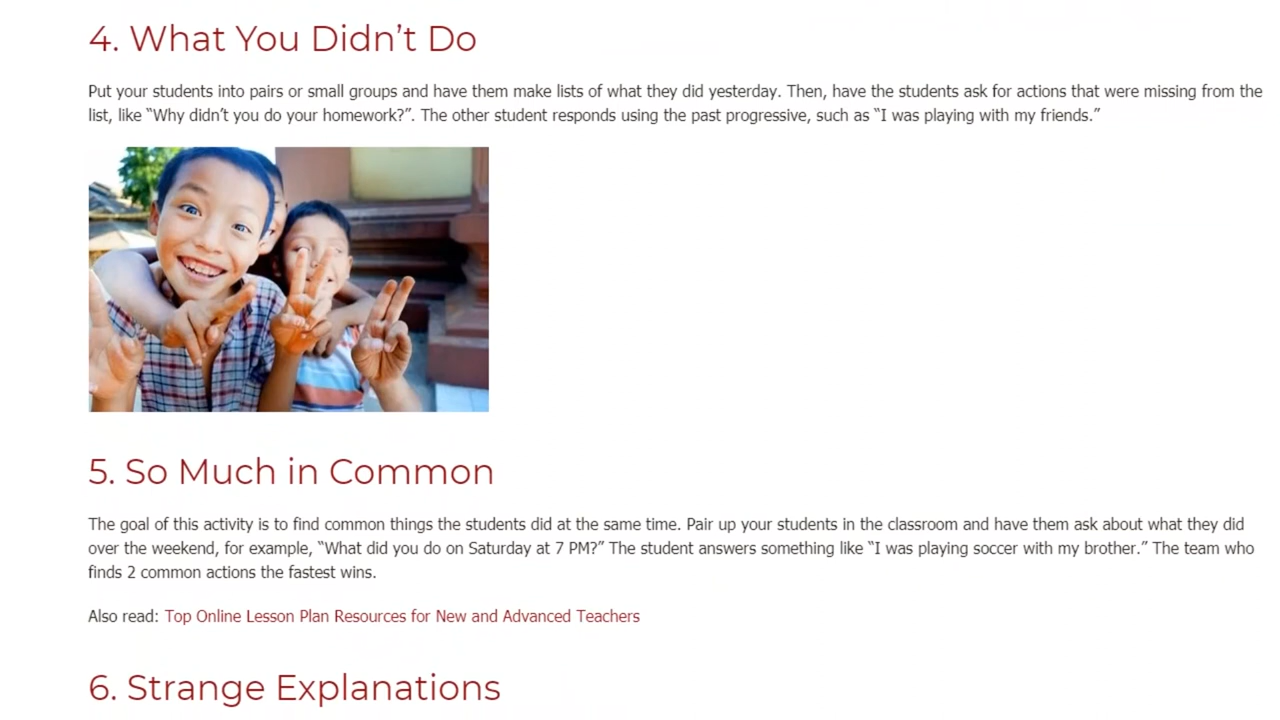 4. What You Didn’t Do
Put your students into pairs or small groups and have them make lists of what they did yesterday. Then, have the students ask for actions that were missing from the
list, like “Why didn’t you do your homework?”. The other student responds using the past progressive, such as “I was playing with my friends.”
5. So Much in Common
The goal of this activity is to find common things the students did at the same time. Pair up your students in the classroom and have them ask about what they did
over the weekend, for example, “What did you do on Saturday at 7 PM?” The student answers something like “I was playing soccer with my brother.” The team who
finds 2 common actions the fastest wins.
Also read: Top Online Lesson Plan Resources for New and Advanced Teachers
6. Strange Explanations